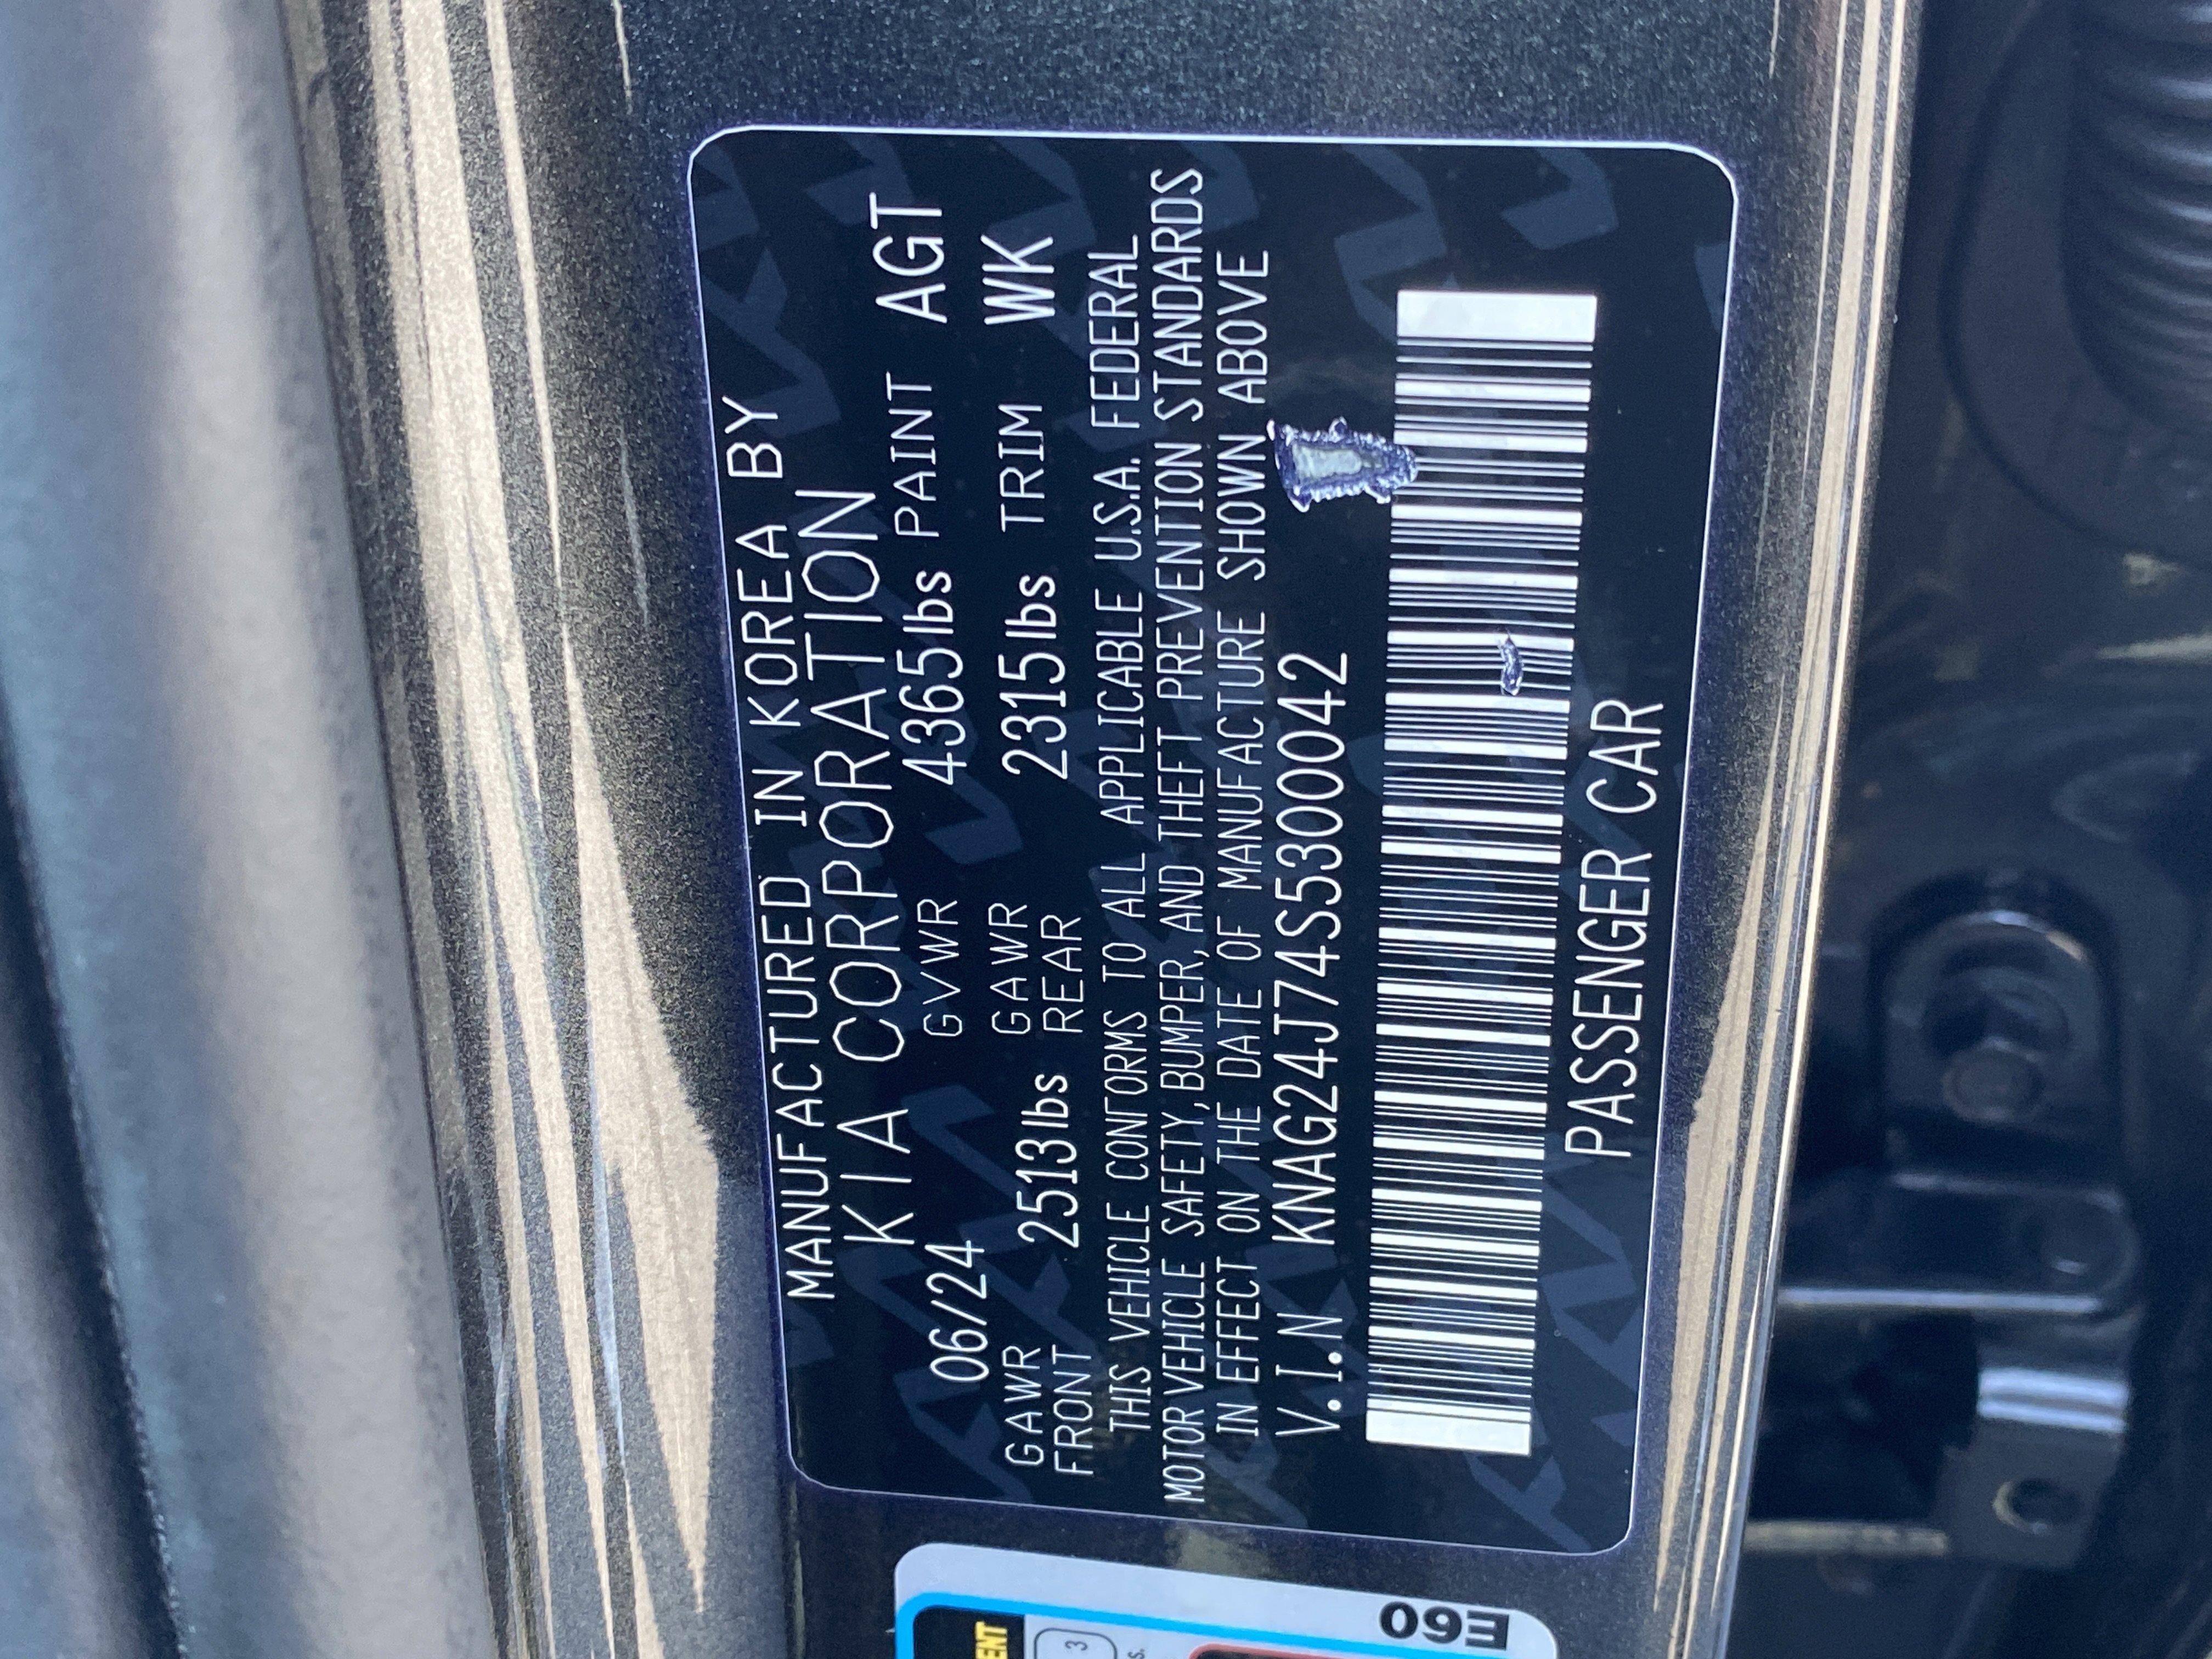 MANUFACTURED IN KOREA BY
KIA CORPORATION
06/24 GVWR 4365lbs PAINT AGT
GAWR FRONT 2513lbs GAWR REAR 2315lbs TRIM WK
THIS VEHICLE CONFORMS TO ALL APPLICABLE U.S.A. FEDERAL
MOTOR VEHICLE SAFETY, BUMPER, AND THEFT PREVENTION STANDARDS
IN EFFECT ON THE DATE OF MANUFACTURE SHOWN ABOVE
V.I.N KNAG24J74S5300042
PASSENGER CAR
E60
3